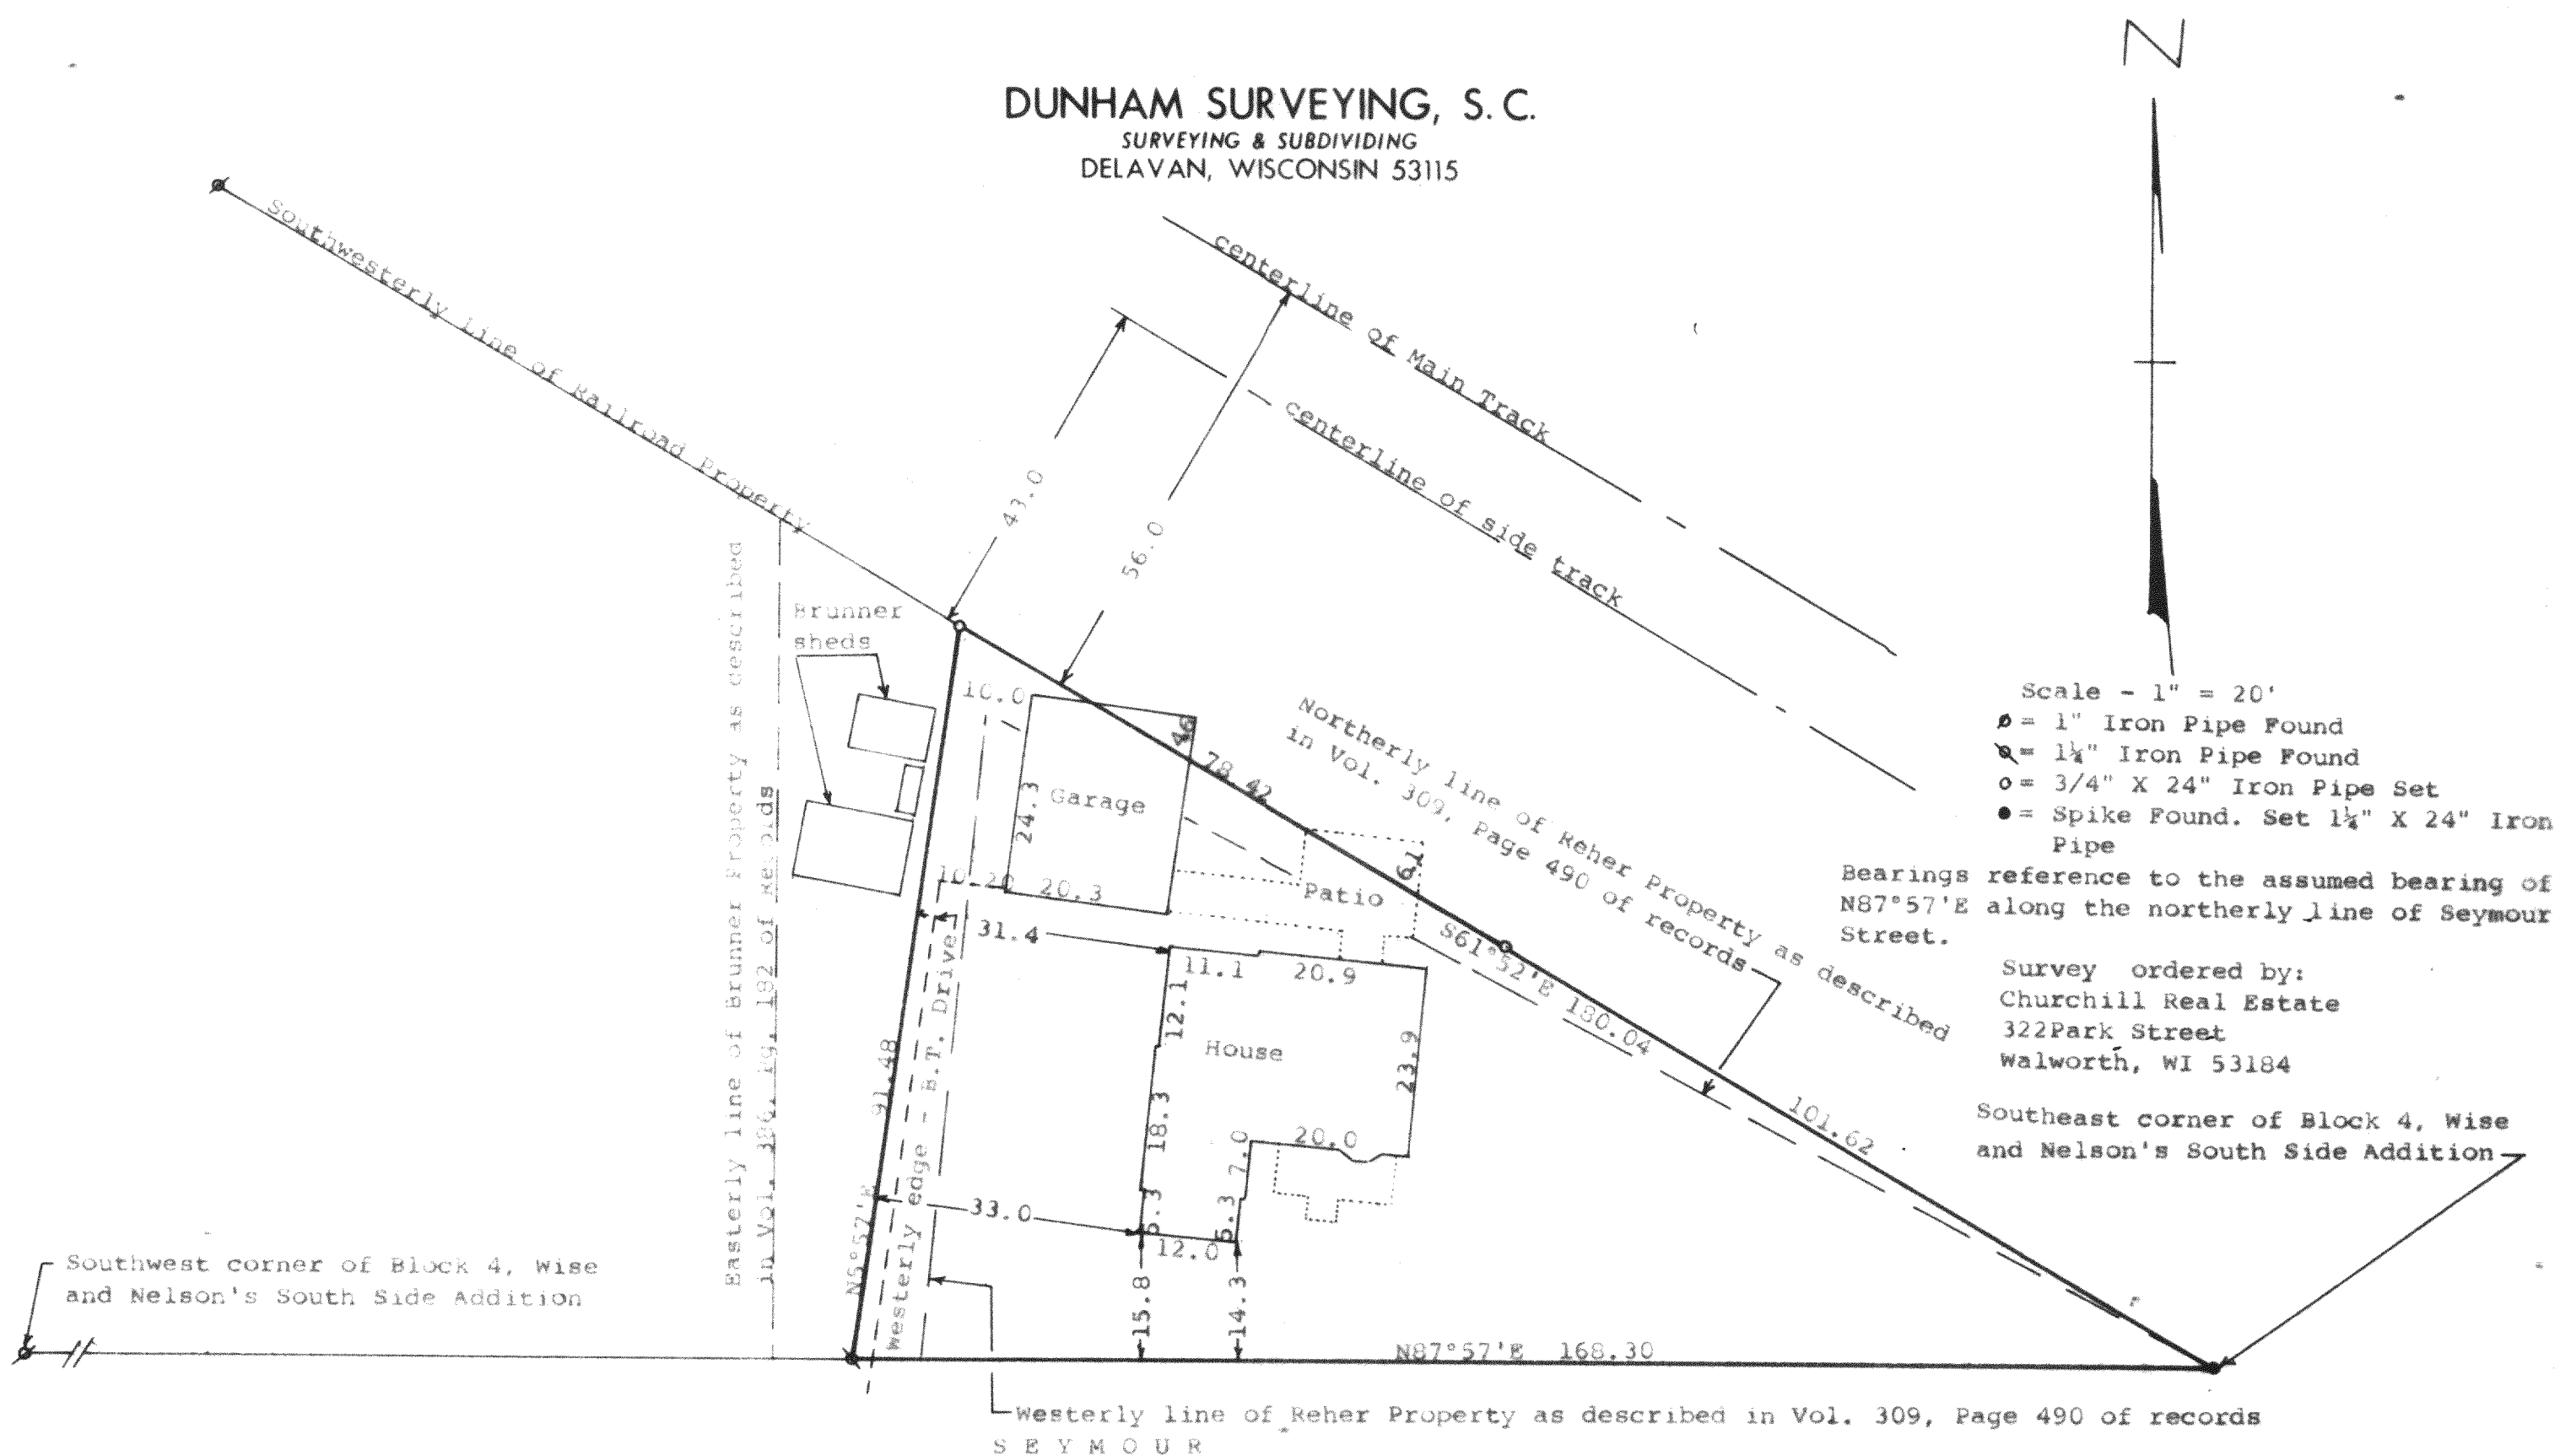 N
DUNHAM SURVEYING, S. C.
SURVEYING & SUBDIVIDING
DELAVAN, WISCONSIN 53115
Southwesterly line of Railroad Property
centerline of Main Track
centerline of side track
43.0
56.0
Easterly line of Brunner Property as described
in Vol. 386, Pg. 182 of Records
Brunner
sheds
10.0
46
78.42
Garage
24.3
10.20
20.3
Patio
6.7
Northerly line of Reher Property as described
in Vol. 309, Page 490 of records
Scale - 1" = 20'
= 1" Iron Pipe Found
= 1¼" Iron Pipe Found
= 3/4" X 24" Iron Pipe Set
= Spike Found. Set 1¼" X 24" Iron
Pipe
Bearings reference to the assumed bearing of
N87°57'E along the northerly line of Seymour
Street.
Survey ordered by:
Churchill Real Estate
322Park Street
Walworth, WI 53184
31.4
11.1
20.9
12.1
House
23.9
18.3
7.0
20.0
5.3
5.3
33.0
12.0
15.8
14.3
S61°52'E 180.04
101.62
91.48
N5°57'E
Westerly edge - B.T. Drive
Southeast corner of Block 4, Wise
and Nelson's South Side Addition
Southwest corner of Block 4, Wise
and Nelson's South Side Addition
N87°57'E 168.30
Westerly line of Reher Property as described in Vol. 309, Page 490 of records
SEYMOUR